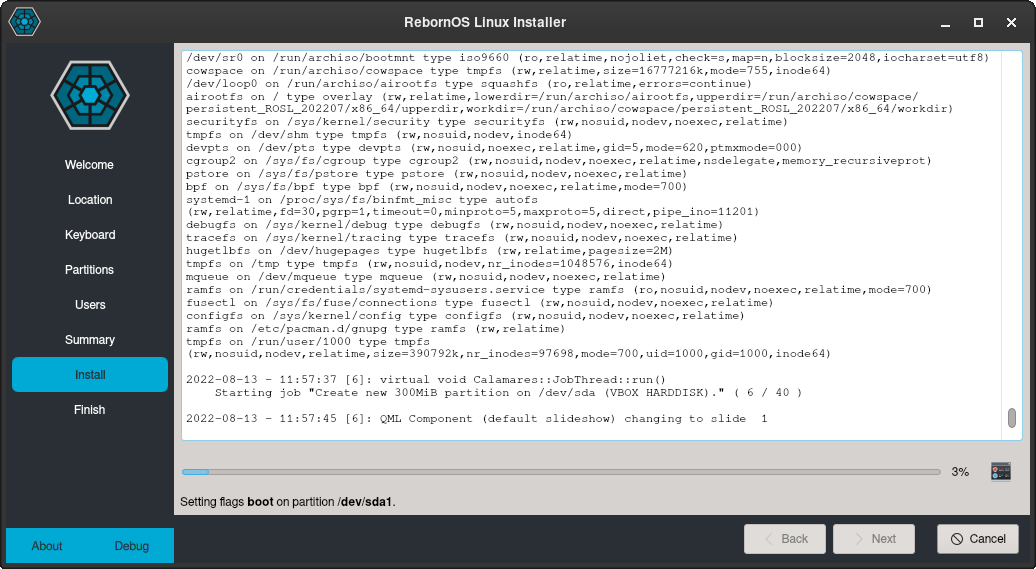 RebornOS Linux Installer
Welcome
Location
Keyboard
Partitions
Users
Summary
Install
Finish
About
Debug
/dev/sr0 on /run/archiso/bootmnt type iso9660 (ro,relatime,nojoliet,check=s,map=n,blocksize=2048,iocharset=utf8)
cowspace on /run/archiso/cowspace type tmpfs (rw,relatime,size=16777216k,mode=755,inode64)
/dev/loop0 on /run/archiso/airootfs type squashfs (ro,relatime,errors=continue)
airootfs on / type overlay (rw,relatime,lowerdir=/run/archiso/airootfs,upperdir=/run/archiso/cowspace/
persistent_ROSL_202207/x86_64/upperdir,workdir=/run/archiso/cowspace/persistent_ROSL_202207/x86_64/workdir)
securityfs on /sys/kernel/security type securityfs (rw,nosuid,nodev,noexec,relatime)
tmpfs on /dev/shm type tmpfs (rw,nosuid,nodev,inode64)
devpts on /dev/pts type devpts (rw,nosuid,noexec,relatime,gid=5,mode=620,ptmxmode=000)
cgroup2 on /sys/fs/cgroup type cgroup2 (rw,nosuid,nodev,noexec,relatime,nsdelegate,memory_recursiveprot)
pstore on /sys/fs/pstore type pstore (rw,nosuid,nodev,noexec,relatime)
bpf on /sys/fs/bpf type bpf (rw,nosuid,nodev,noexec,relatime,mode=700)
systemd-1 on /proc/sys/fs/binfmt_misc type autofs
(rw,relatime,fd=30,pgrp=1,timeout=0,minproto=5,maxproto=5,direct,pipe_ino=11201)
debugfs on /sys/kernel/debug type debugfs (rw,nosuid,nodev,noexec,relatime)
tracefs on /sys/kernel/tracing type tracefs (rw,nosuid,nodev,noexec,relatime)
hugetlbfs on /dev/hugepages type hugetlbfs (rw,relatime,pagesize=2M)
tmpfs on /tmp type tmpfs (rw,nosuid,nodev,nr_inodes=1048576,inode64)
mqueue on /dev/mqueue type mqueue (rw,nosuid,nodev,noexec,relatime)
ramfs on /run/credentials/systemd-sysusers.service type ramfs (ro,nosuid,nodev,noexec,relatime,mode=700)
fusectl on /sys/fs/fuse/connections type fusectl (rw,nosuid,nodev,noexec,relatime)
configfs on /sys/kernel/config type configfs (rw,nosuid,nodev,noexec,relatime)
ramfs on /etc/pacman.d/gnupg type ramfs (rw,relatime)
tmpfs on /run/user/1000 type tmpfs
(rw,nosuid,nodev,relatime,size=390792k,nr_inodes=97698,mode=700,uid=1000,gid=1000,inode64)
2022-08-13 - 11:57:37 [6]: virtual void Calamares::JobThread::run()
Starting job "Create new 300MiB partition on /dev/sda (VBOX HARDDISK)." ( 6 / 40 )
2022-08-13 - 11:57:45 [6]: QML Component (default slideshow) changing to slide 1
3%
Setting flags boot on partition /dev/sda1.
Back
Next
Cancel